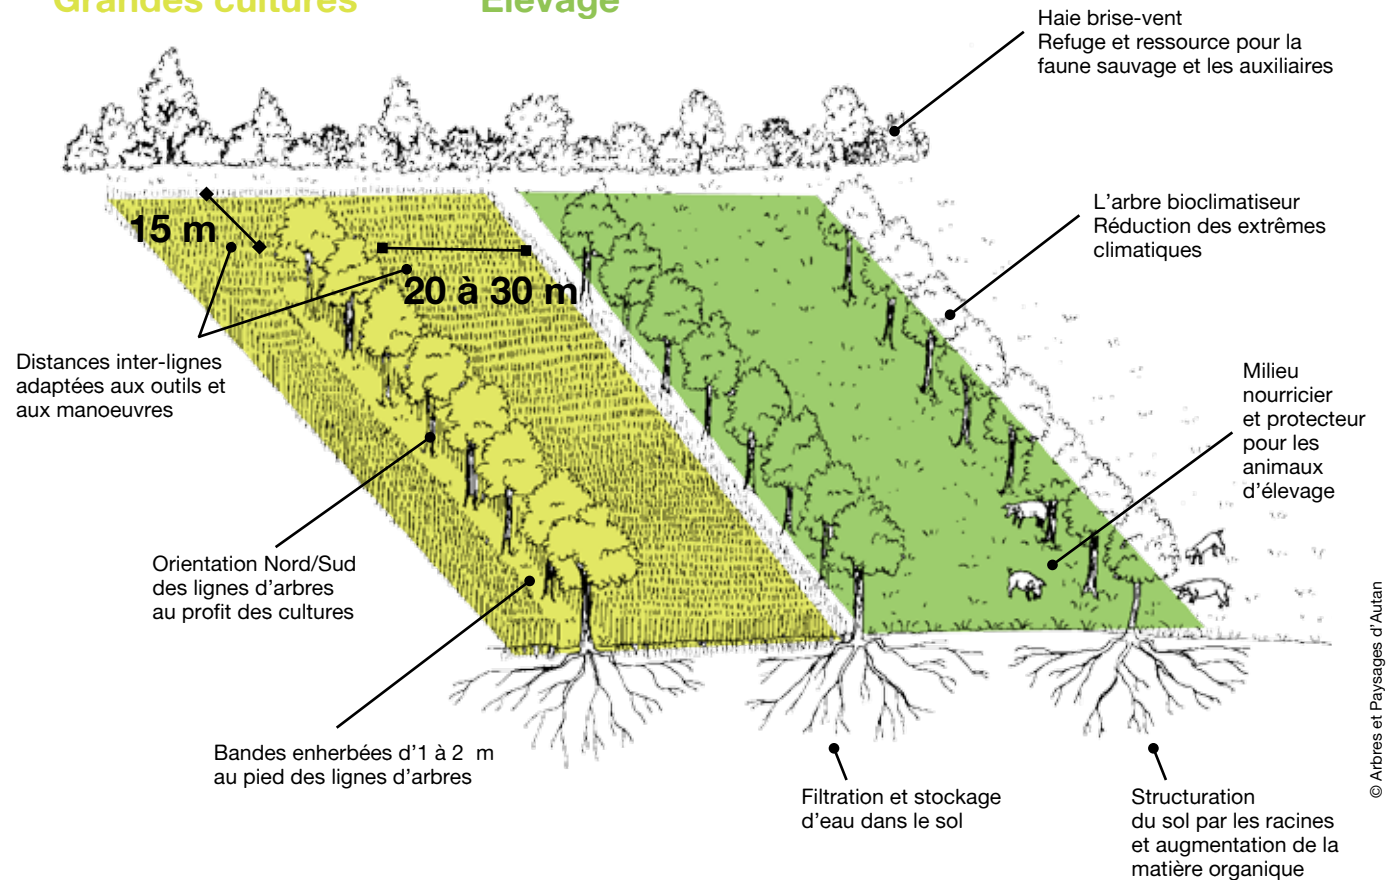 Grandes cultures
Élevage
Haie brise-vent
Refuge et ressource pour la
faune sauvage et les auxiliaires
15 m
20 à 30 m
L'arbre bioclimatiseur
Réduction des extrêmes
climatiques
Distances inter-lignes
adaptées aux outils et
aux manoeuvres
Milieu
nourricier
et protecteur
pour les
animaux
d'élevage
Orientation Nord/Sud
des lignes d'arbres
au profit des cultures
Bandes enherbées d'1 à 2 m
au pied des lignes d'arbres
Filtration et stockage
d'eau dans le sol
Structuration
du sol par les racines
et augmentation de la
matière organique
© Arbres et Paysages d'Autan